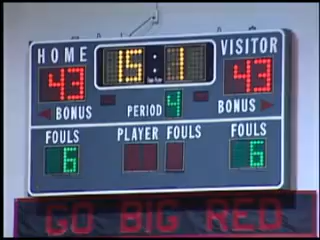 HOME 15:1 VISITOR
43 43
BONUS PERIOD 4 BONUS
FOULS PLAYER FOULS FOULS
6 6
GO BIG RED